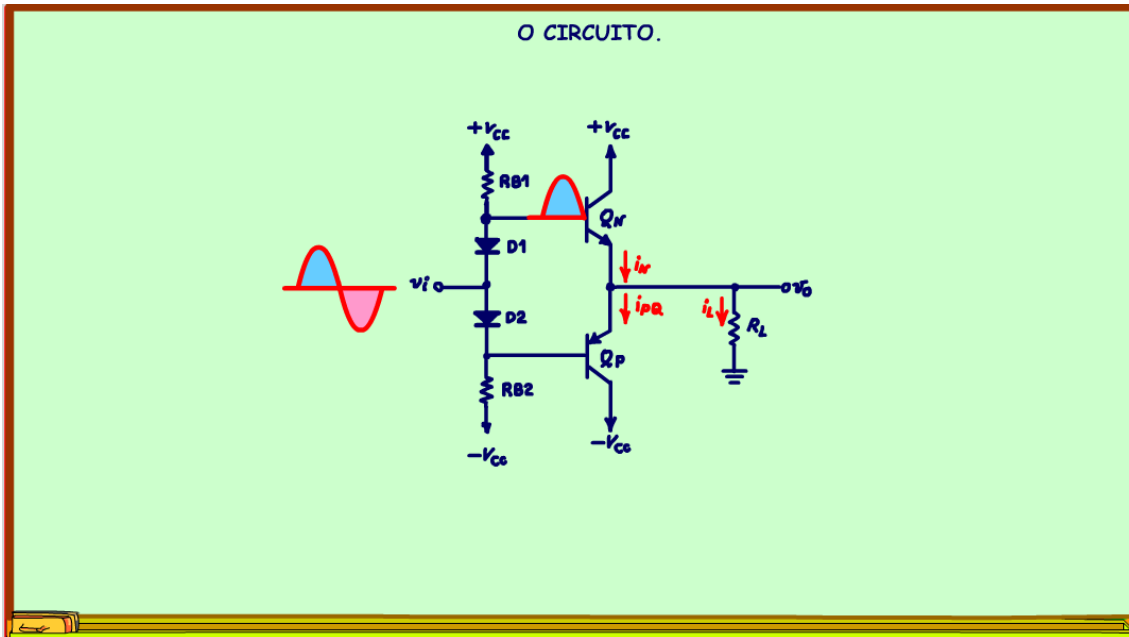 O CIRCUITO.
+VCC
+VCC
RB1
QN
D1
iN
vi
vo
D2
iPQ
iL
RL
QP
RB2
-VCC
-VCC